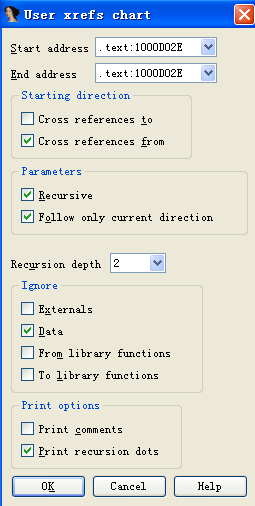 User xrefs chart
Start address .text:1000D02E
End address .text:1000D02E
Starting direction
Cross references to
Cross references from
Parameters
Recursive
Follow only current direction
Recursion depth 2
Ignore
Externals
Data
From library functions
To library functions
Print options
Print comments
Print recursion dots
OK Cancel Help